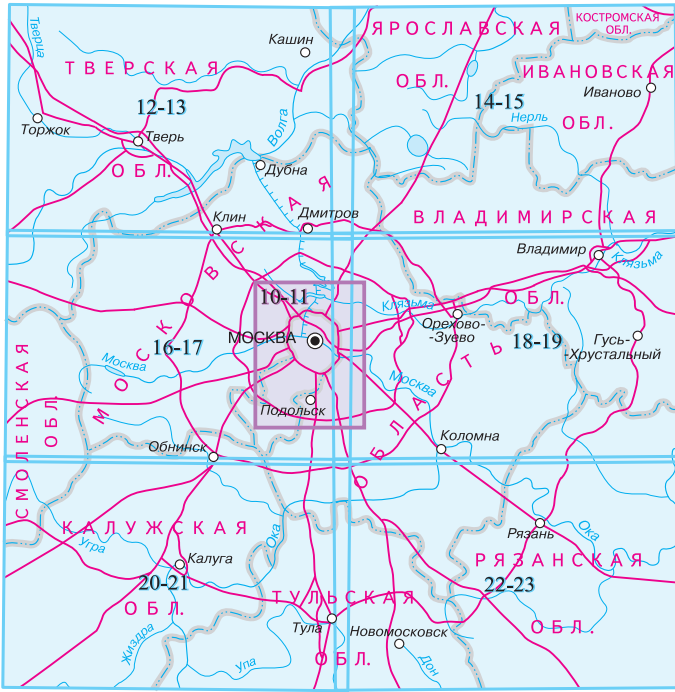 ЯРОСЛАВСКАЯ
ОБЛ.
КОСТРОМСКАЯ
ОБЛ.
Тверца
Кашин
ТВЕРСКАЯ
ОБЛ.
ИВАНОВСКАЯ
ОБЛ.
Иваново
12-13
14-15
Торжок
Тверь
Волга
Нерль
Дубна
Клин
Дмитров
ВЛАДИМИРСКАЯ
ОБЛ.
Владимир
Клязьма
МОСКОВСКАЯ
ОБЛАСТЬ
10-11
Клязьма
Орехово-
-Зуево
МОСКВА
16-17
18-19
Гусь-
-Хрустальный
Москва
Москва
СМОЛЕНСКАЯ
ОБЛ.
Подольск
Обнинск
Коломна
КАЛУЖСКАЯ
ОБЛ.
Угра
Ока
Рязань
Ока
Калуга
РЯЗАНСКАЯ
ОБЛ.
20-21
22-23
ТУЛЬСКАЯ
ОБЛ.
Тула
Новомосковск
Жиздра
Упа
Дон